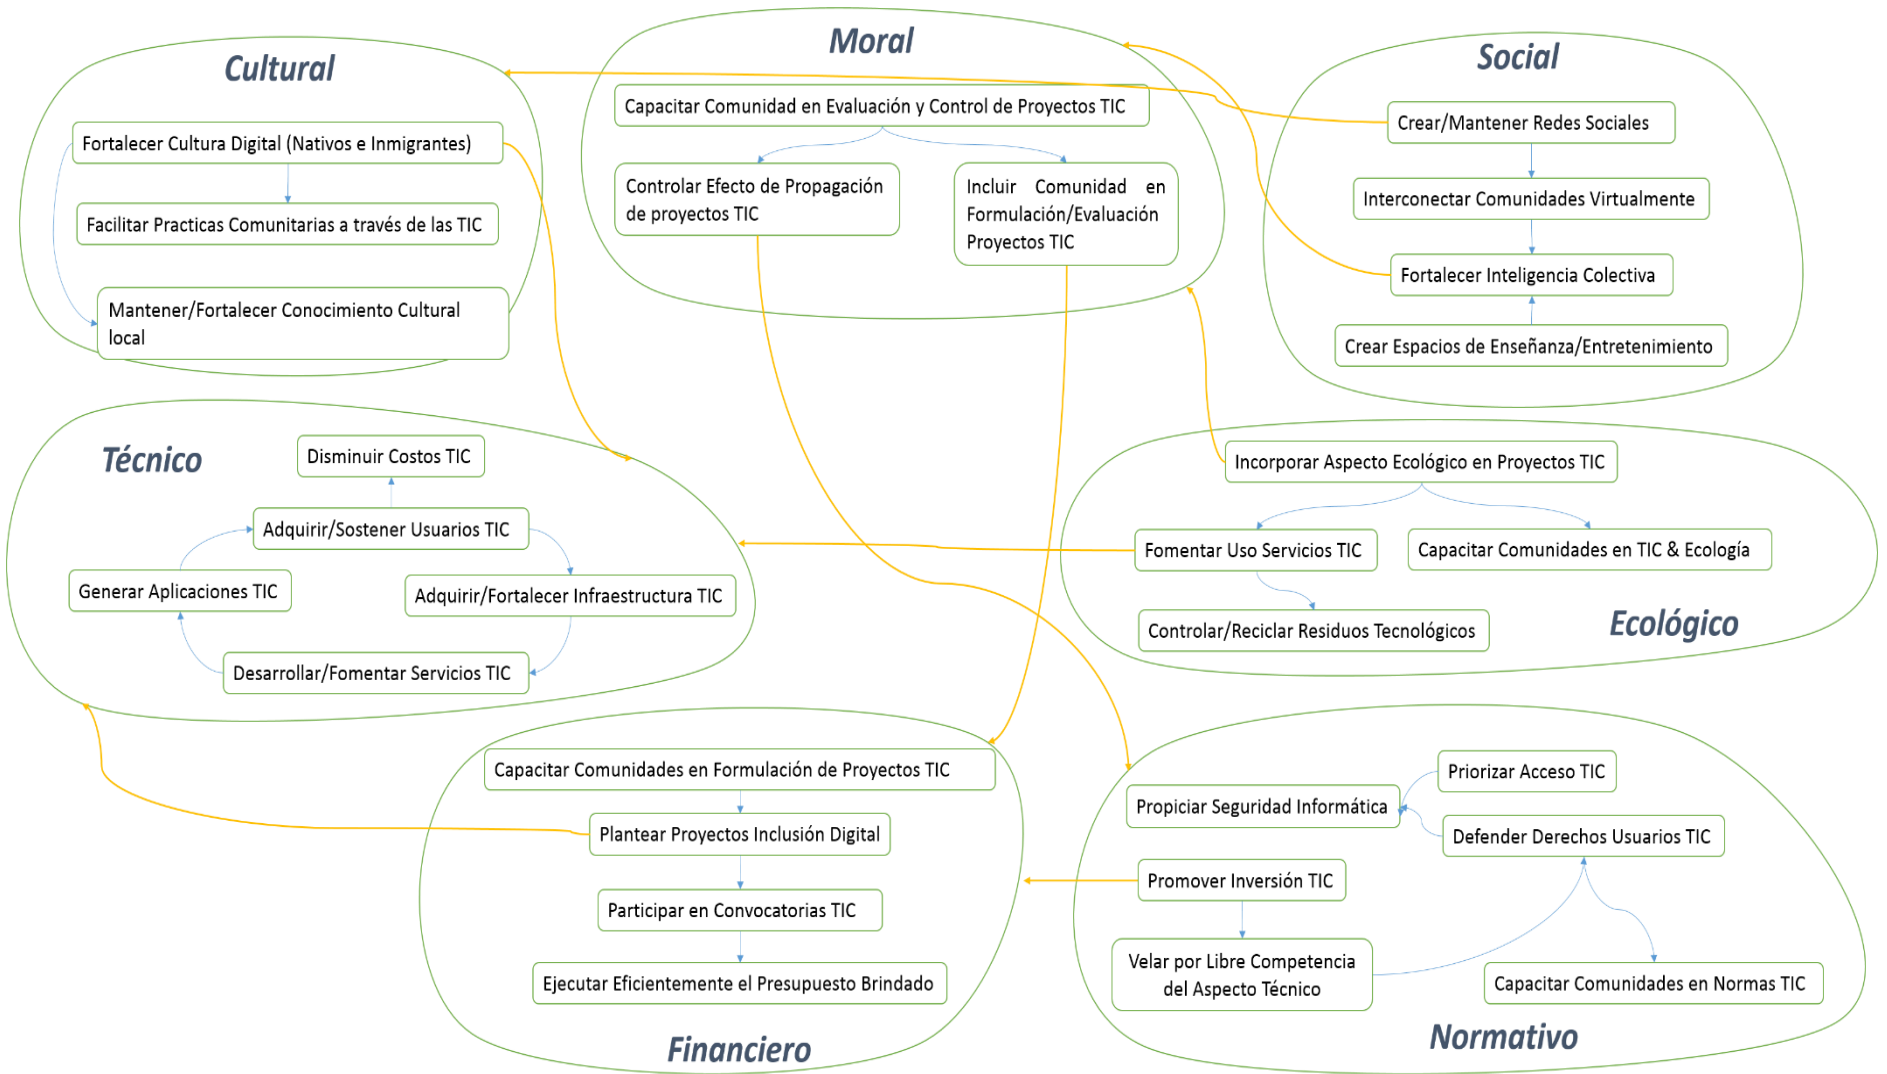 Cultural
Fortalecer Cultura Digital (Nativos e Inmigrantes)
Facilitar Practicas Comunitarias a través de las TIC
Mantener/Fortalecer Conocimiento Cultural
local
Moral
Capacitar Comunidad en Evaluación y Control de Proyectos TIC
Controlar Efecto de Propagación
de proyectos TIC
Incluir Comunidad en
Formulación/Evaluación
Proyectos TIC
Social
Crear/Mantener Redes Sociales
Interconectar Comunidades Virtualmente
Fortalecer Inteligencia Colectiva
Crear Espacios de Enseñanza/Entretenimiento
Técnico
Disminuir Costos TIC
Adquirir/Sostener Usuarios TIC
Generar Aplicaciones TIC
Adquirir/Fortalecer Infraestructura TIC
Desarrollar/Fomentar Servicios TIC
Incorporar Aspecto Ecológico en Proyectos TIC
Fomentar Uso Servicios TIC
Capacitar Comunidades en TIC & Ecología
Controlar/Reciclar Residuos Tecnológicos
Ecológico
Capacitar Comunidades en Formulación de Proyectos TIC
Plantear Proyectos Inclusión Digital
Participar en Convocatorias TIC
Ejecutar Eficientemente el Presupuesto Brindado
Financiero
Priorizar Acceso TIC
Propiciar Seguridad Informática
Defender Derechos Usuarios TIC
Promover Inversión TIC
Velar por Libre Competencia
del Aspecto Técnico
Capacitar Comunidades en Normas TIC
Normativo